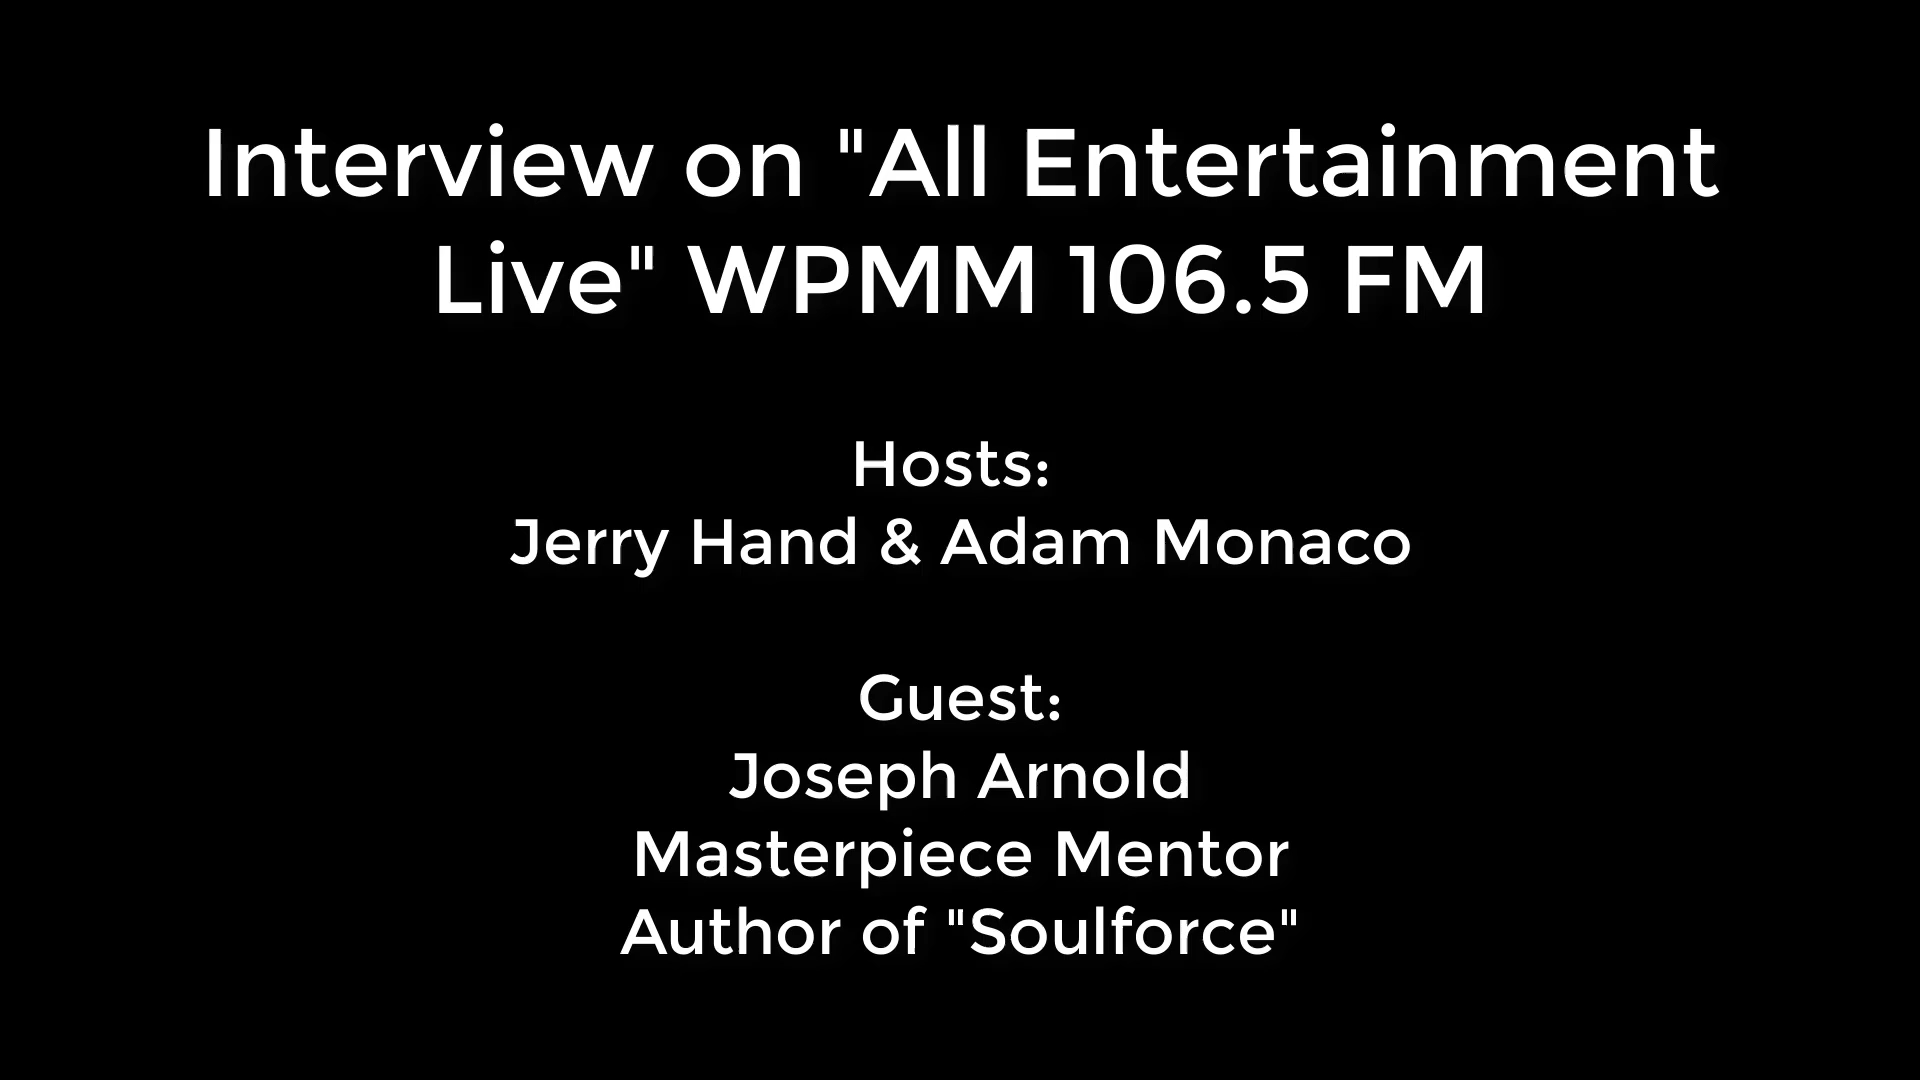 Interview on "All Entertainment
Live" WPMM 106.5 FM
Hosts:
Jerry Hand & Adam Monaco
Guest:
Joseph Arnold
Masterpiece Mentor
Author of "Soulforce"